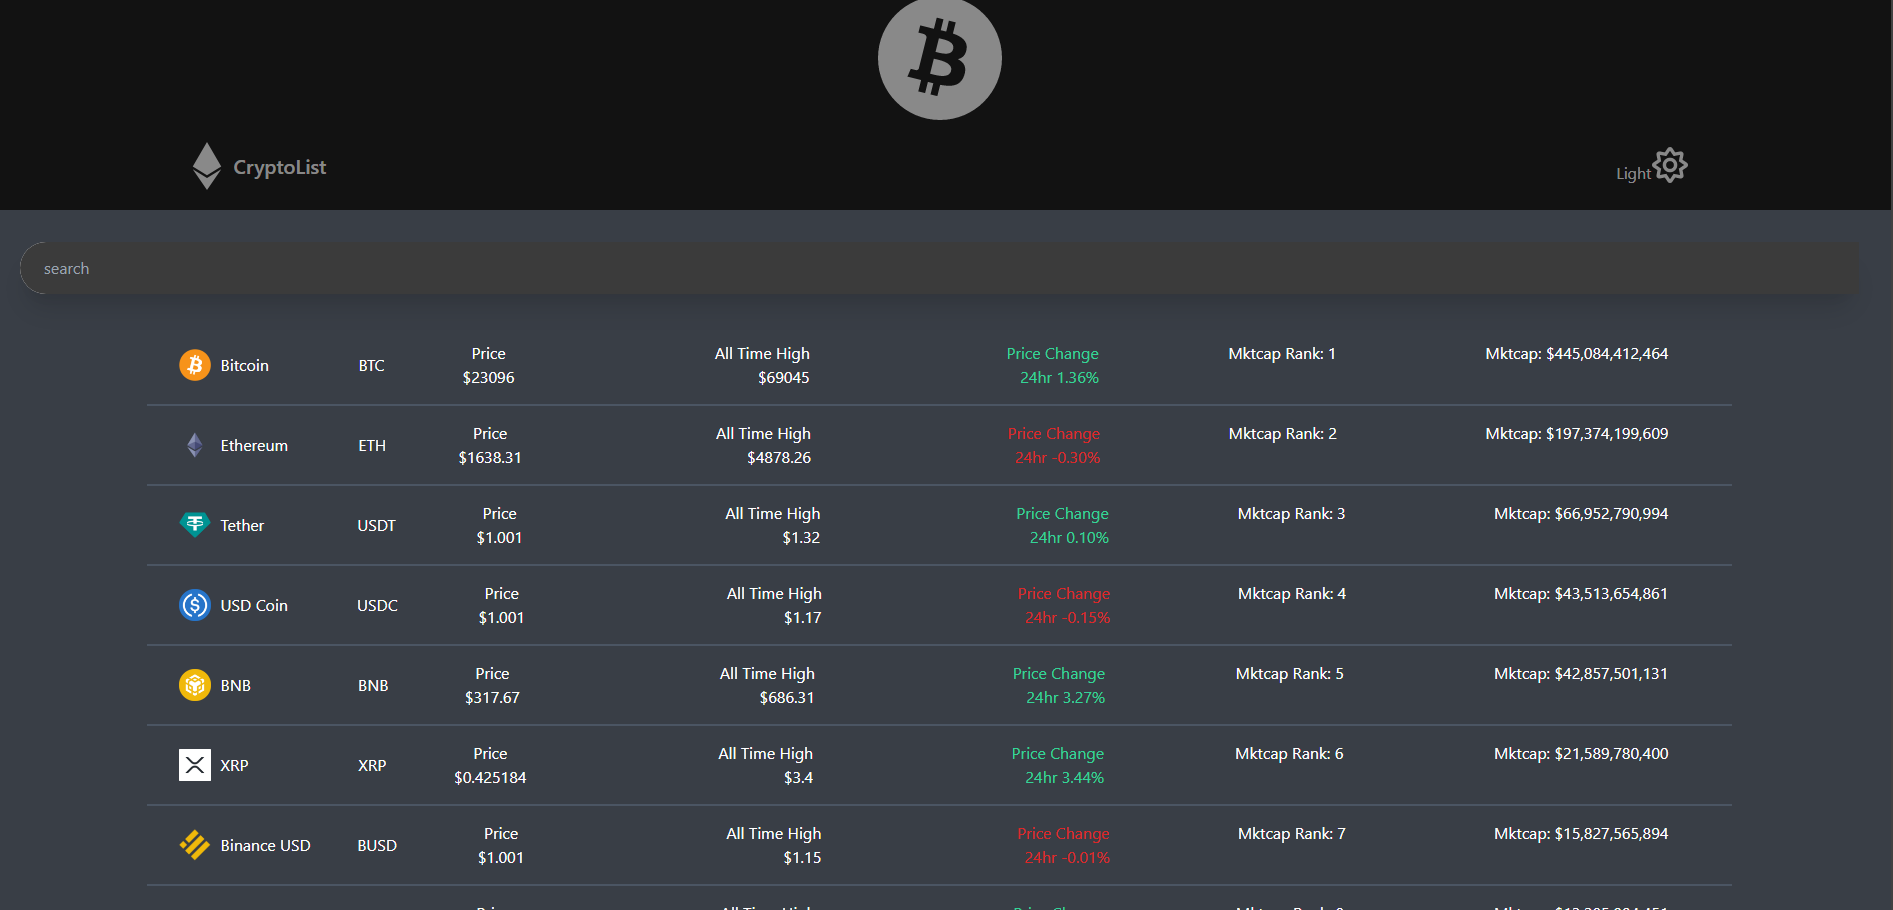 CryptoList
Light
search
Bitcoin BTC Price All Time High Price Change Mktcap Rank: 1 Mktcap: $445,084,412,464
$23096 $69045 24hr 1.36%
Ethereum ETH Price All Time High Price Change Mktcap Rank: 2 Mktcap: $197,374,199,609
$1638.31 $4878.26 24hr -0.30%
Tether USDT Price All Time High Price Change Mktcap Rank: 3 Mktcap: $66,952,790,994
$1.001 $1.32 24hr 0.10%
USD Coin USDC Price All Time High Price Change Mktcap Rank: 4 Mktcap: $43,513,654,861
$1.001 $1.17 24hr -0.15%
BNB BNB Price All Time High Price Change Mktcap Rank: 5 Mktcap: $42,857,501,131
$317.67 $686.31 24hr 3.27%
XRP XRP Price All Time High Price Change Mktcap Rank: 6 Mktcap: $21,589,780,400
$0.425184 $3.4 24hr 3.44%
Binance USD BUSD Price All Time High Price Change Mktcap Rank: 7 Mktcap: $15,827,565,894
$1.001 $1.15 24hr -0.01%